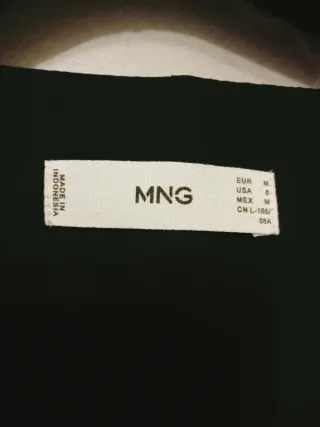 MADE IN
INDONESIA
MNG
EUR M
USA 6
MEX M
CN L-165/
88A